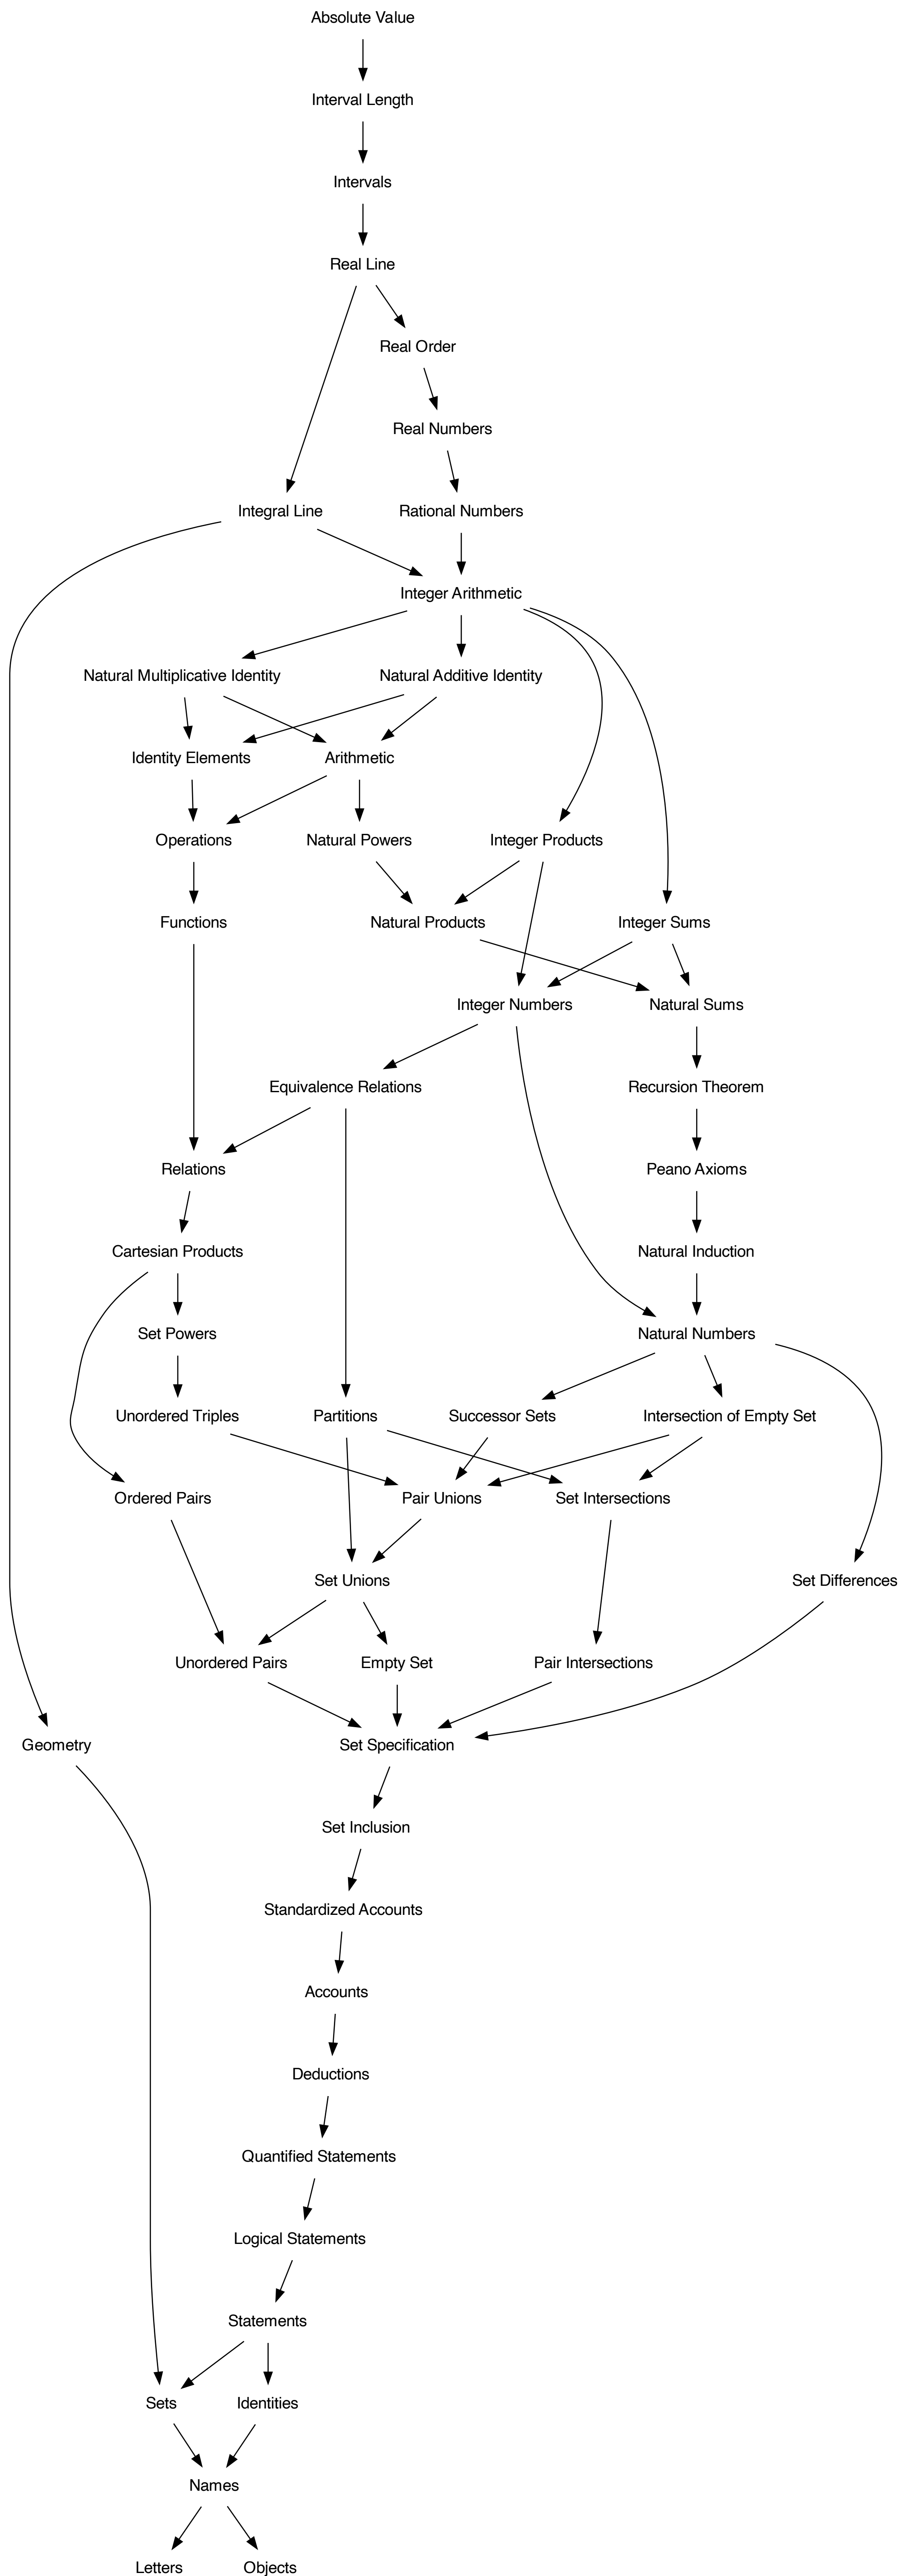 Absolute Value
Interval Length
Intervals
Real Line
Real Order
Real Numbers
Integral Line
Rational Numbers
Integer Arithmetic
Natural Multiplicative Identity
Natural Additive Identity
Identity Elements
Arithmetic
Operations
Natural Powers
Integer Products
Functions
Natural Products
Integer Sums
Integer Numbers
Natural Sums
Equivalence Relations
Recursion Theorem
Relations
Peano Axioms
Cartesian Products
Natural Induction
Set Powers
Natural Numbers
Unordered Triples
Partitions
Successor Sets
Intersection of Empty Set
Ordered Pairs
Pair Unions
Set Intersections
Set Unions
Set Differences
Unordered Pairs
Empty Set
Pair Intersections
Geometry
Set Specification
Set Inclusion
Standardized Accounts
Accounts
Deductions
Quantified Statements
Logical Statements
Statements
Sets
Identities
Names
Letters
Objects